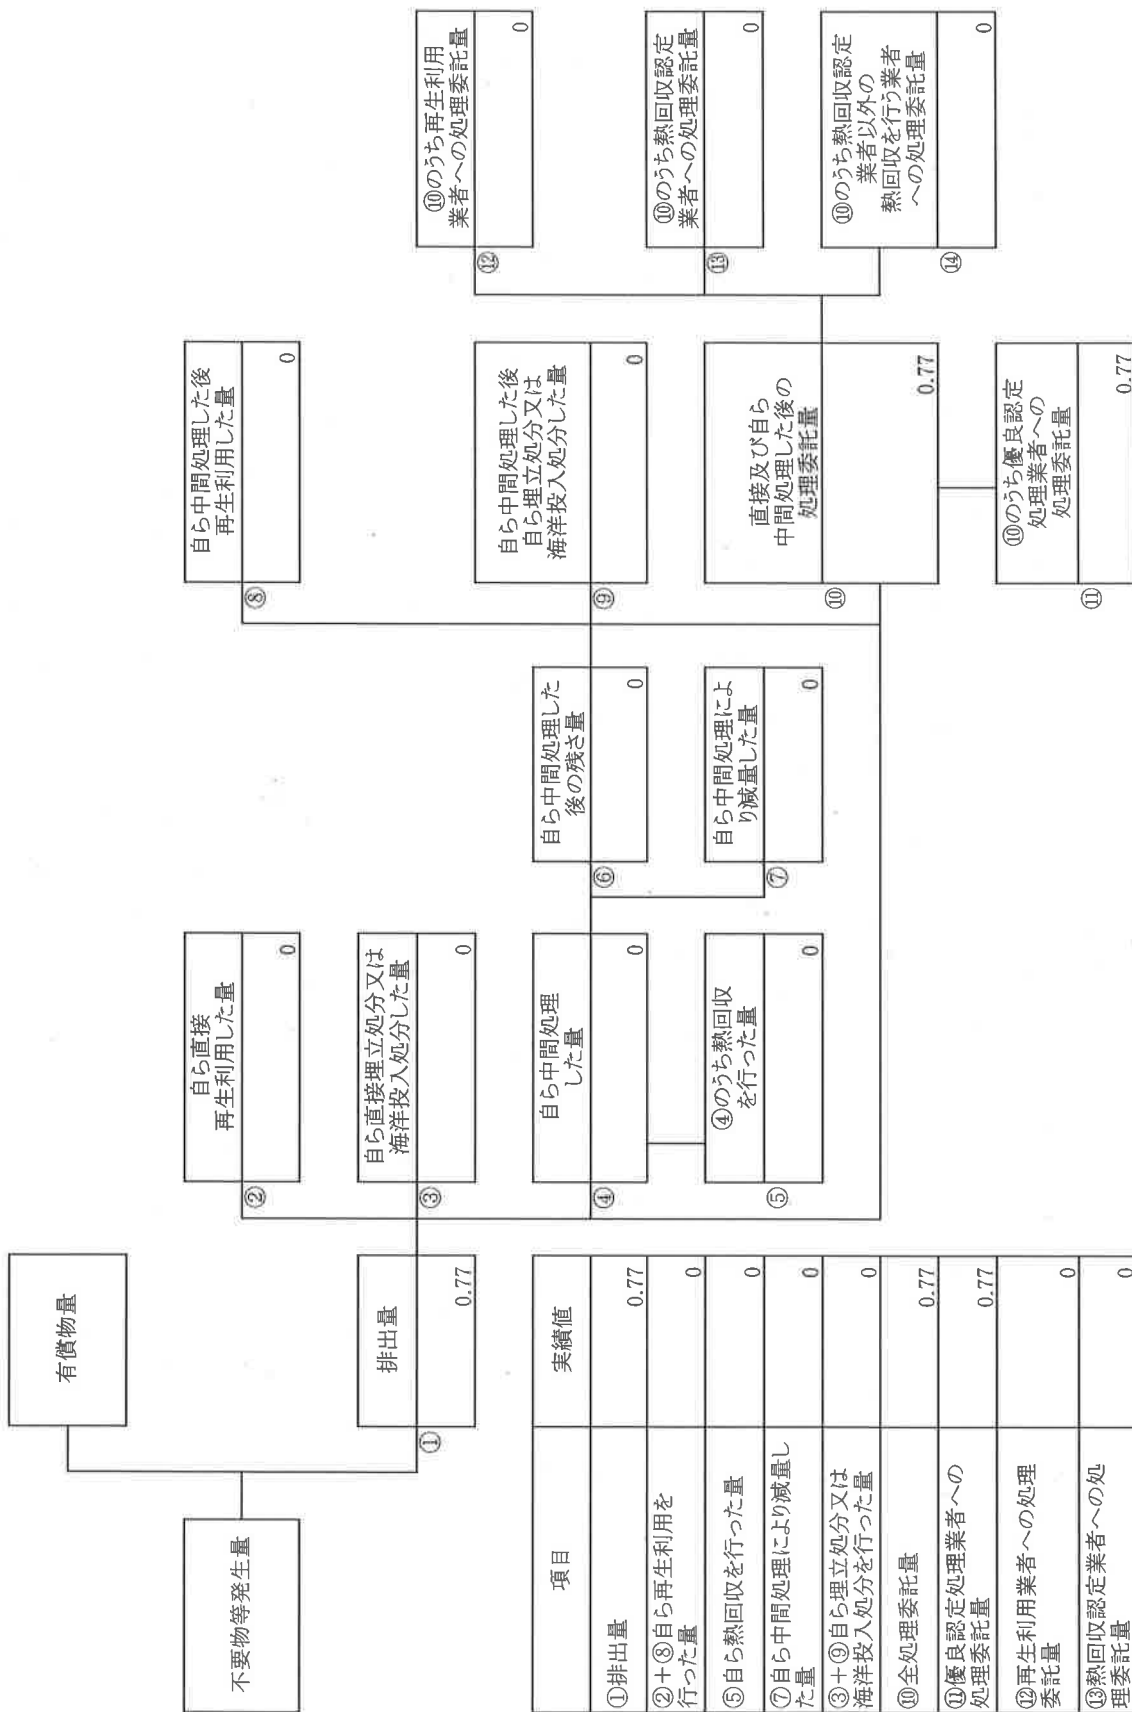 不要物等発生量
有償物量
①
排出量
0.77
②
自ら直接
再生利用した量
0
③
自ら直接埋立処分又は
海洋投入処分した量
0
④
自ら中間処理
した量
0
⑤
④のうち熱回収
を行った量
0
⑥
自ら中間処理した
後の残さ量
0
⑦
自ら中間処理によ
り減量した量
0
⑧
自ら中間処理した後
再生利用した量
0
⑨
自ら中間処理した後
自ら埋立処分又は
海洋投入処分した量
0
⑩
直接及び自ら
中間処理した後の
処理委託量
0.77
⑪
⑩のうち優良認定
処理業者への
処理委託量
0.77
⑫
⑩のうち再生利用
業者への処理委託量
0
⑬
⑩のうち熱回収認定
業者への処理委託量
0
⑭
⑩のうち熱回収認定
業者以外の
熱回収を行う業者
への処理委託量
0
項目 実績値
①排出量 0.77
②＋⑧自ら再生利用を
行った量 0
⑤自ら熱回収を行った量 0
⑦自ら中間処理により減量し
た量 0
③＋⑨自ら埋立処分又は
海洋投入処分を行った量 0
⑩全処理委託量 0.77
⑪優良認定処理業者への
処理委託量 0.77
⑫再生利用業者への処理
委託量 0
⑬熱回収認定業者への処
理委託量 0